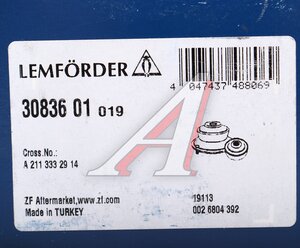 LEMFÖRDER
4 047437 488069
30836 01 019
Cross.No.:
A 211 333 29 14
ZF Aftermarket,www.zf.com
Made in TURKEY
19113
002 6804 392